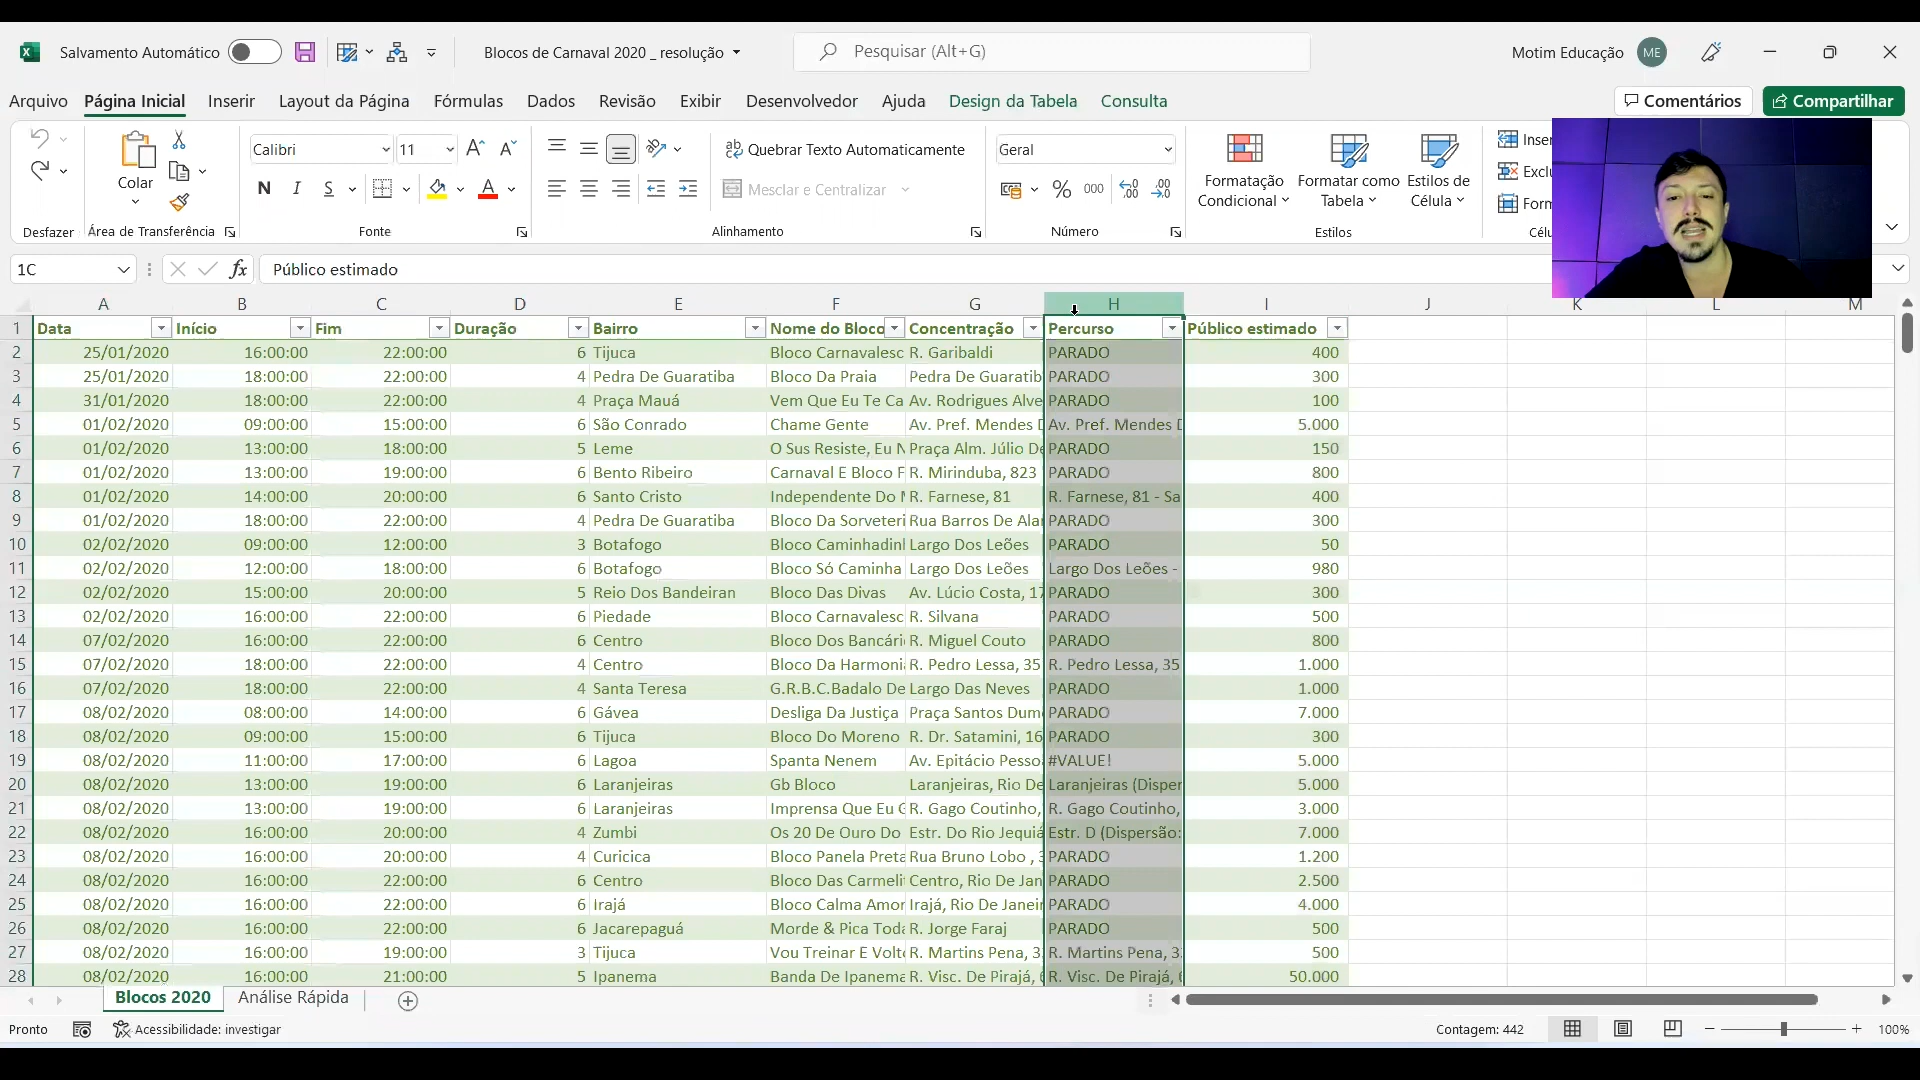 Salvamento Automático
Blocos de Carnaval 2020 _ resolução
Pesquisar (Alt+G)
Motim Educação ME
Arquivo Página Inicial Inserir Layout da Página Fórmulas Dados Revisão Exibir Desenvolvedor Ajuda Design da Tabela Consulta
Comentários Compartilhar
Colar
Calibri 11
N I S A
Quebrar Texto Automaticamente
Mesclar e Centralizar
Geral
% 000
Formatação Condicional
Formatar como Tabela
Estilos de Célula
Inser
Exclu
Form
Desfazer Área de Transferência Fonte Alinhamento Número Estilos Célu
1C fx Público estimado
A B C D E F G H I J K L M
1 Data Início Fim Duração Bairro Nome do Bloco Concentração Percurso Público estimado
2 25/01/2020 16:00:00 22:00:00 6 Tijuca Bloco Carnavalesc R. Garibaldi PARADO 400
3 25/01/2020 18:00:00 22:00:00 4 Pedra De Guaratiba Bloco Da Praia Pedra De Guaratib PARADO 300
4 31/01/2020 18:00:00 22:00:00 4 Praça Mauá Vem Que Eu Te Ca Av. Rodrigues Alve PARADO 100
5 01/02/2020 09:00:00 15:00:00 6 São Conrado Chame Gente Av. Pref. Mendes D Av. Pref. Mendes D 5.000
6 01/02/2020 13:00:00 18:00:00 5 Leme O Sus Resiste, Eu N Praça Alm. Júlio De PARADO 150
7 01/02/2020 13:00:00 19:00:00 6 Bento Ribeiro Carnaval E Bloco F R. Mirinduba, 823 PARADO 800
8 01/02/2020 14:00:00 20:00:00 6 Santo Cristo Independente Do R. Farnese, 81 R. Farnese, 81 - Sa 400
9 01/02/2020 18:00:00 22:00:00 4 Pedra De Guaratiba Bloco Da Sorveteri Rua Barros De Ala PARADO 300
10 02/02/2020 09:00:00 12:00:00 3 Botafogo Bloco Caminhadinl Largo Dos Leões PARADO 50
11 02/02/2020 12:00:00 18:00:00 6 Botafogo Bloco Só Caminha Largo Dos Leões Largo Dos Leões - 980
12 02/02/2020 15:00:00 20:00:00 5 Reio Dos Bandeiran Bloco Das Divas Av. Lúcio Costa, 17 PARADO 300
13 02/02/2020 16:00:00 22:00:00 6 Piedade Bloco Carnavalesc R. Silvana PARADO 500
14 07/02/2020 16:00:00 22:00:00 6 Centro Bloco Dos Bancári R. Miguel Couto PARADO 800
15 07/02/2020 18:00:00 22:00:00 4 Centro Bloco Da Harmoni R. Pedro Lessa, 35 R. Pedro Lessa, 35 1.000
16 07/02/2020 18:00:00 22:00:00 4 Santa Teresa G.R.B.C.Badalo De Largo Das Neves PARADO 1.000
17 08/02/2020 08:00:00 14:00:00 6 Gávea Desliga Da Justiça Praça Santos Dum PARADO 7.000
18 08/02/2020 09:00:00 15:00:00 6 Tijuca Bloco Do Moreno R. Dr. Satamini, 16 PARADO 300
19 08/02/2020 11:00:00 17:00:00 6 Lagoa Spanta Nenem Av. Epitácio Pesso #VALUE! 5.000
20 08/02/2020 13:00:00 19:00:00 6 Laranjeiras Gb Bloco Laranjeiras, Rio De Laranjeiras (Disper 5.000
21 08/02/2020 13:00:00 19:00:00 6 Laranjeiras Imprensa Que Eu G R. Gago Coutinho, R. Gago Coutinho, 3.000
22 08/02/2020 16:00:00 20:00:00 4 Zumbi Os 20 De Ouro Do Estr. Do Rio Jequiá Estr. D (Dispersão: 7.000
23 08/02/2020 16:00:00 20:00:00 4 Curicica Bloco Panela Preta Rua Bruno Lobo , 3 PARADO 1.200
24 08/02/2020 16:00:00 22:00:00 6 Centro Bloco Das Carmeli Centro, Rio De Jan PARADO 2.500
25 08/02/2020 16:00:00 22:00:00 6 Irajá Bloco Calma Amor Irajá, Rio De Janei PARADO 4.000
26 08/02/2020 16:00:00 22:00:00 6 Jacarepaguá Morde & Pica Toda R. Jorge Faraj PARADO 500
27 08/02/2020 16:00:00 19:00:00 3 Tijuca Vou Treinar E Volt R. Martins Pena, 3 R. Martins Pena, 3 500
28 08/02/2020 16:00:00 21:00:00 5 Ipanema Banda De Ipanema R. Visc. De Pirajá, R. Visc. De Pirajá, 50.000
Blocos 2020 Análise Rápida
Pronto Acessibilidade: investigar Contagem: 442 100%